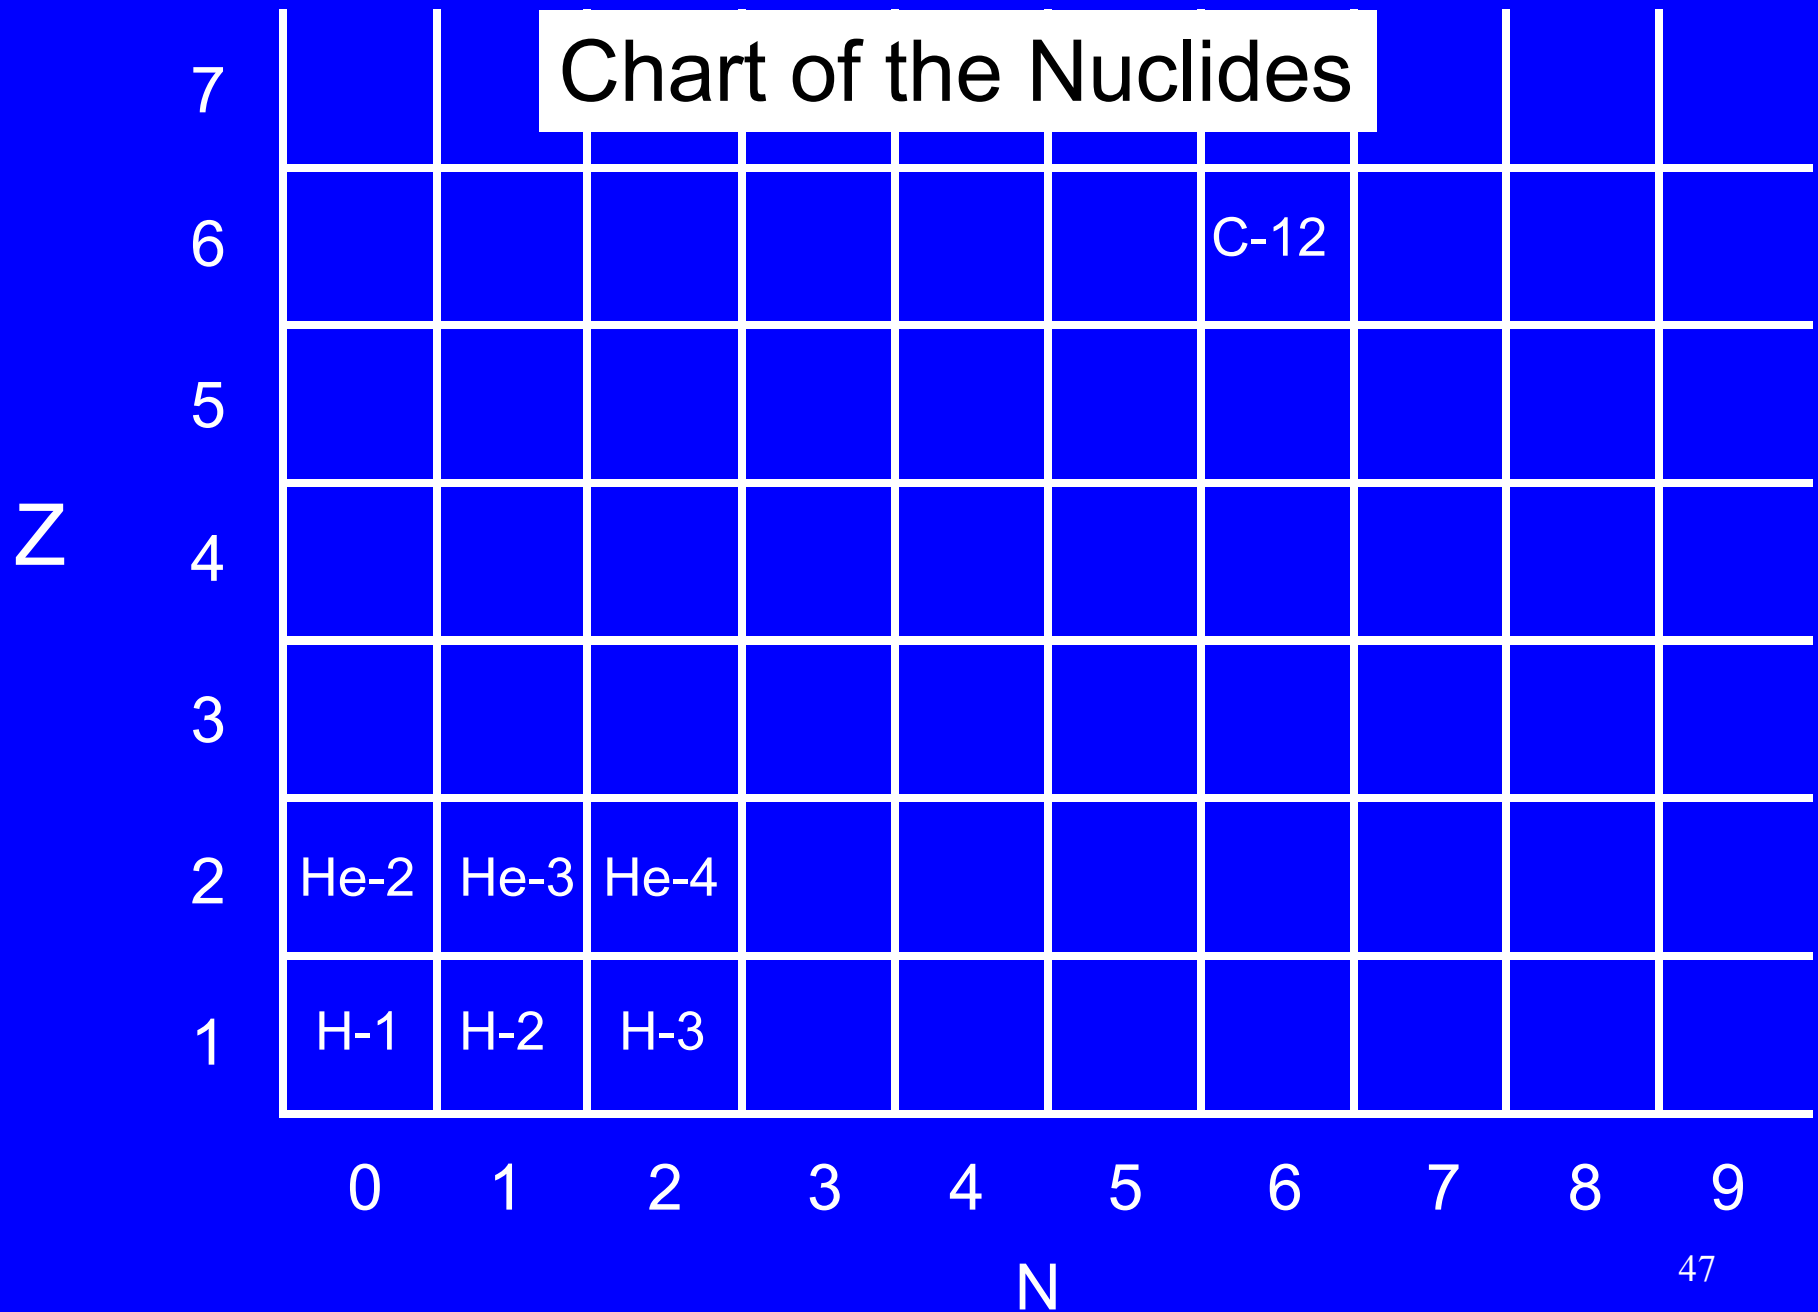 Chart of the Nuclides
7
6 C-12
5
Z
4
3
2 He-2 He-3 He-4
1 H-1 H-2 H-3
0 1 2 3 4 5 6 7 8 9
N
47